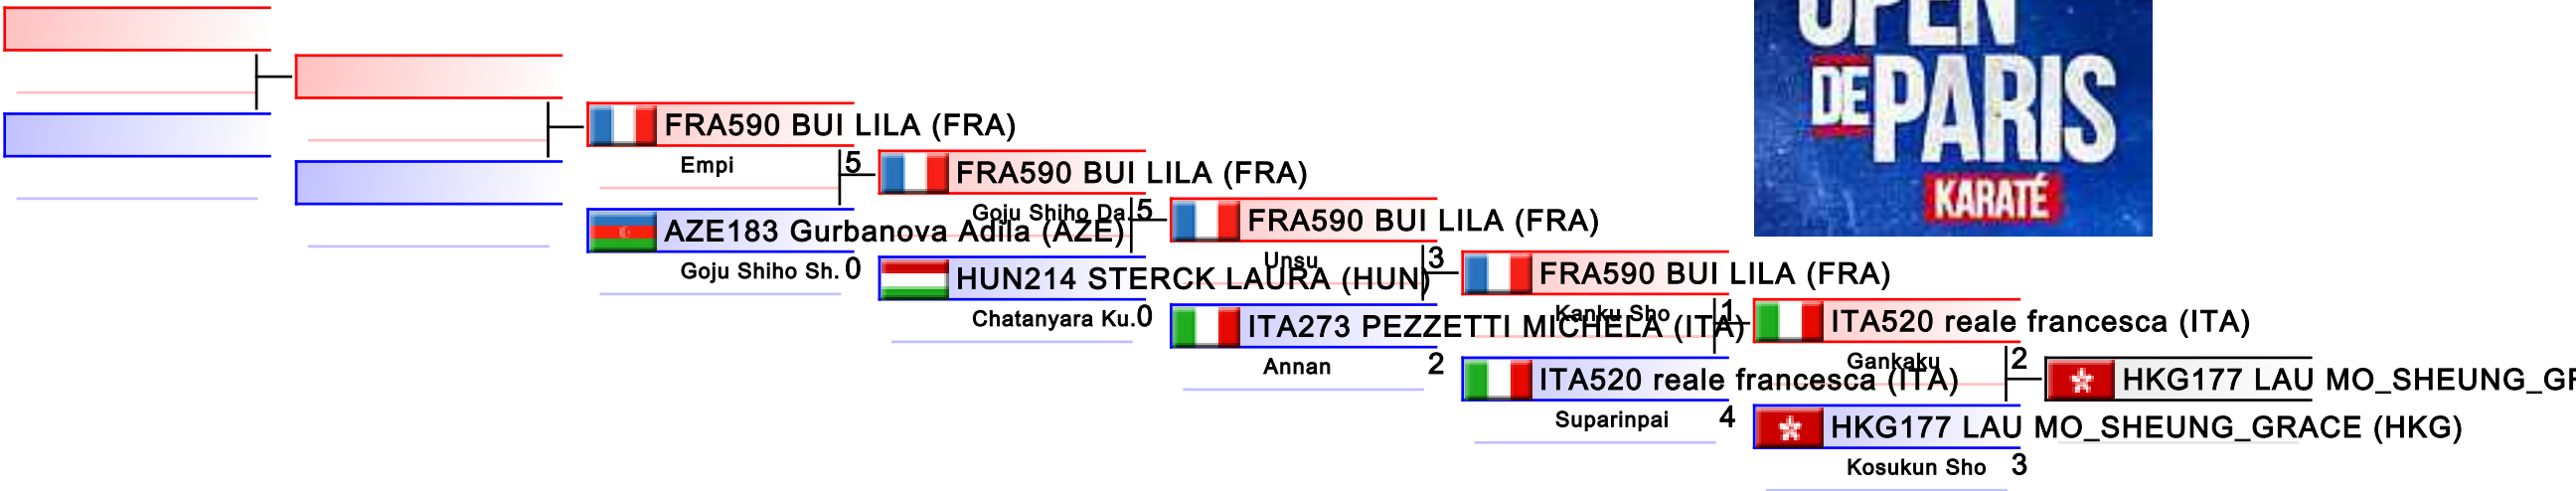 OPEN
DE PARIS
KARATÉ
FRA590 BUI LILA (FRA)
Empi
5
AZE183 Gurbanova Adila (AZE)
Goju Shiho Sh. 0
FRA590 BUI LILA (FRA)
Goju Shiho Da. 5
HUN214 STERCK LAURA (HUN)
Chatanyara Ku. 0
FRA590 BUI LILA (FRA)
Unsu
3
ITA273 PEZZETTI MICHELA (ITA)
Annan 2
FRA590 BUI LILA (FRA)
Kanku Sho 1
ITA520 reale francesca (ITA)
Suparinpai 4
ITA520 reale francesca (ITA)
Gankaku 2
HKG177 LAU MO_SHEUNG_GRACE (HKG)
Kosukun Sho 3
HKG177 LAU MO_SHEUNG_GR